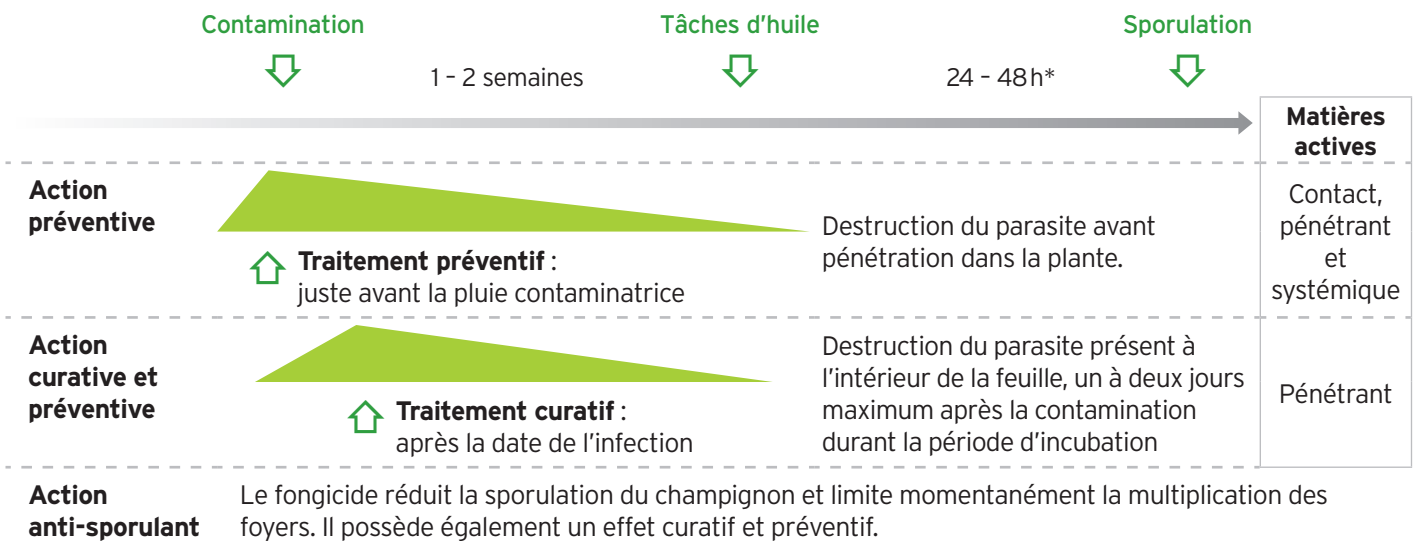 Contamination
Tâches d'huile
Sporulation
1 – 2 semaines
24 – 48h*
Matières
actives
Action
préventive
Traitement préventif :
juste avant la pluie contaminatrice
Destruction du parasite avant
pénétration dans la plante.
Contact,
pénétrant
et
systémique
Action
curative et
préventive
Traitement curatif :
après la date de l'infection
Destruction du parasite présent à
l'intérieur de la feuille, un à deux jours
maximum après la contamination
durant la période d'incubation
Pénétrant
Action
anti-sporulant
Le fongicide réduit la sporulation du champignon et limite momentanément la multiplication des
foyers. Il possède également un effet curatif et préventif.